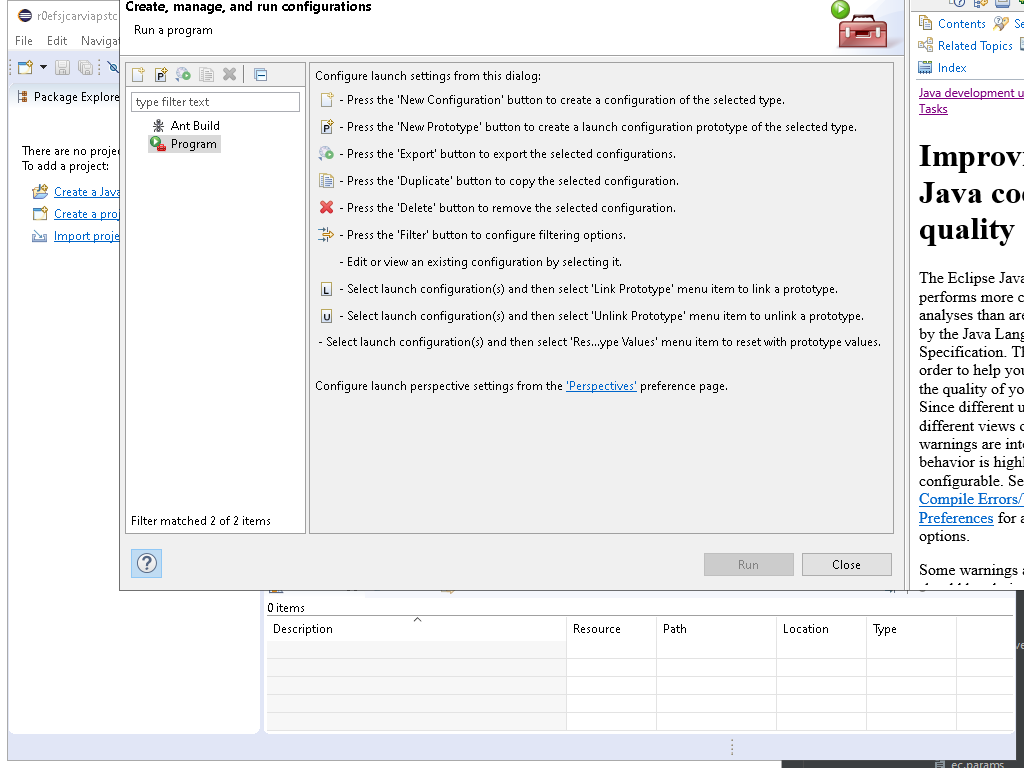 r0efsjcarviapstc
File Edit Naviga
Package Explore
There are no projec
To add a project:
Create a Java
Create a proj
Import proje
Create, manage, and run configurations
Run a program
type filter text
Ant Build
Program
Filter matched 2 of 2 items
Configure launch settings from this dialog:
- Press the 'New Configuration' button to create a configuration of the selected type.
P - Press the 'New Prototype' button to create a launch configuration prototype of the selected type.
- Press the 'Export' button to export the selected configurations.
- Press the 'Duplicate' button to copy the selected configuration.
- Press the 'Delete' button to remove the selected configuration.
- Press the 'Filter' button to configure filtering options.
- Edit or view an existing configuration by selecting it.
L - Select launch configuration(s) and then select 'Link Prototype' menu item to link a prototype.
U - Select launch configuration(s) and then select 'Unlink Prototype' menu item to unlink a prototype.
- Select launch configuration(s) and then select 'Res...ype Values' menu item to reset with prototype values.
Configure launch perspective settings from the 'Perspectives' preference page.
?
Run Close
Contents Se
Related Topics
Index
Java development u
Tasks
Improvi
Java cod
quality
The Eclipse Java
performs more c
analyses than are
by the Java Lang
Specification. Th
order to help you
the quality of yo
Since different u
different views o
warnings are inte
behavior is highl
configurable. Se
Compile Errors/
Preferences for a
options.
Some warnings a
0 items
Description Resource Path Location Type
ec.params